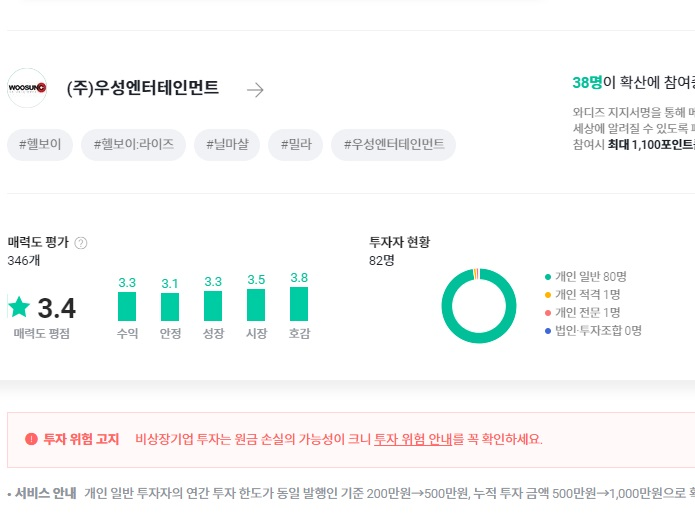 WOOSUNG
(주)우성엔터테인먼트
38명이 확산에 참여
와디즈 지지서명을 통해
세상에 알려질 수 있도록
참여시 최대 1,100포인트
#헬보이 #헬보이:라이즈 #널마샬 #밀라 #우성엔터테인먼트
매력도 평가 ?
346개
3.4
매력도 평점
3.3 3.1 3.3 3.5 3.8
수익 안정 성장 시장 호감
투자자 현황
82명
개인 일반 80명
개인 적격 1명
개인 전문 1명
법인·투자조합 0명
투자 위험 고지 비상장기업 투자는 원금 손실의 가능성이 크니 투자 위험 안내를 꼭 확인하세요.
• 서비스 안내 개인 일반 투자자의 연간 투자 한도가 동일 발행인 기준 200만원→500만원, 누적 투자 금액 500만원→1,000만원으로